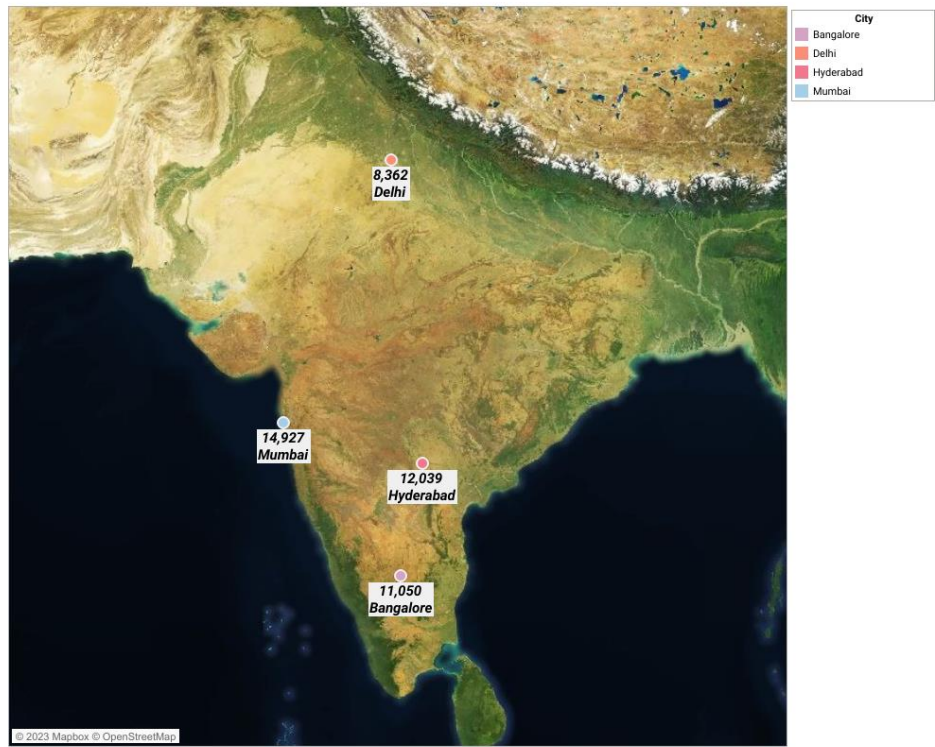 City
Bangalore
Delhi
Hyderabad
Mumbai
8,362
Delhi
14,927
Mumbai
12,039
Hyderabad
11,050
Bangalore
© 2023 Mapbox © OpenStreetMap